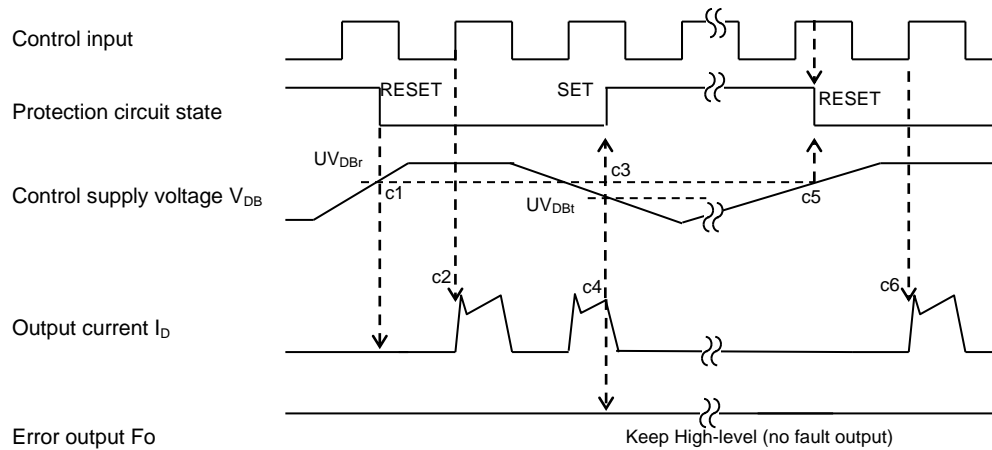 Control input
RESET SET RESET
Protection circuit state
UVDBr
c3
Control supply voltage VDB
c1 c5
UVDBt
c2 c4 c6
Output current ID
Error output Fo
Keep High-level (no fault output)